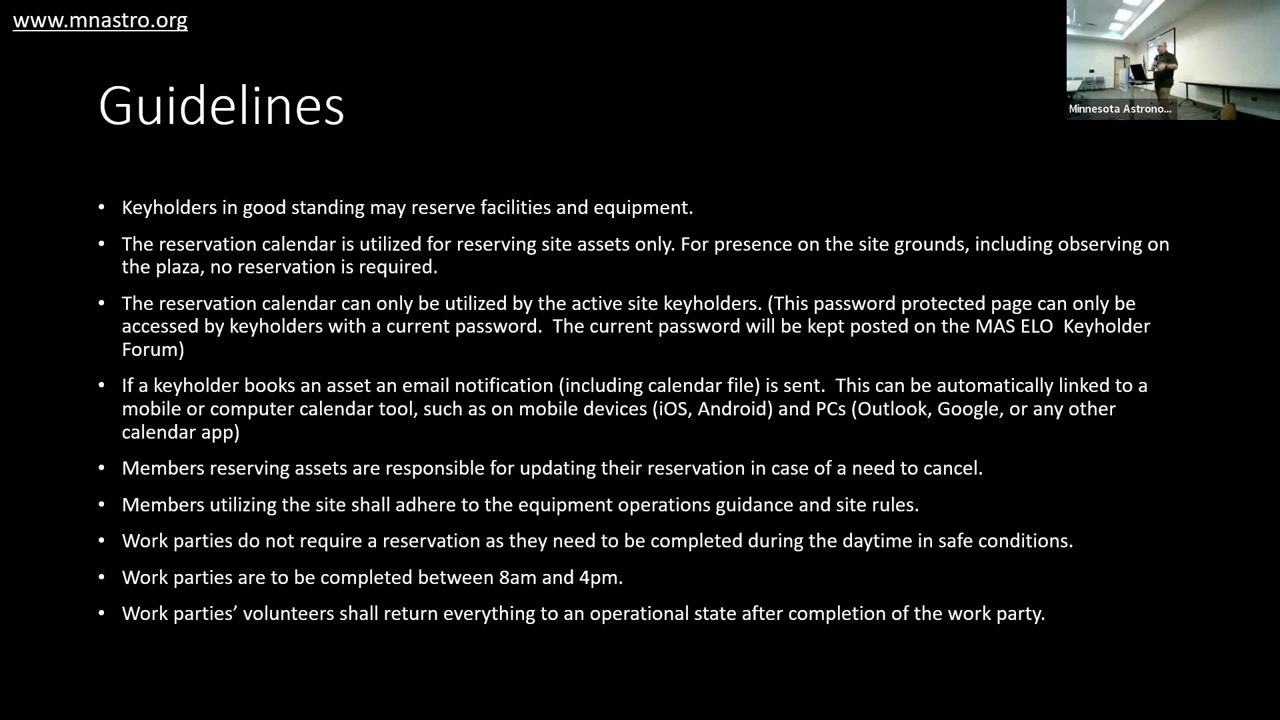 www.mnastro.org
Minnesota Astrono...
Guidelines
• Keyholders in good standing may reserve facilities and equipment.
• The reservation calendar is utilized for reserving site assets only. For presence on the site grounds, including observing on
the plaza, no reservation is required.
• The reservation calendar can only be utilized by the active site keyholders. (This password protected page can only be
accessed by keyholders with a current password.  The current password will be kept posted on the MAS ELO  Keyholder
Forum)
• If a keyholder books an asset an email notification (including calendar file) is sent.  This can be automatically linked to a
mobile or computer calendar tool, such as on mobile devices (iOS, Android) and PCs (Outlook, Google, or any other
calendar app)
• Members reserving assets are responsible for updating their reservation in case of a need to cancel.
• Members utilizing the site shall adhere to the equipment operations guidance and site rules.
• Work parties do not require a reservation as they need to be completed during the daytime in safe conditions.
• Work parties are to be completed between 8am and 4pm.
• Work parties’ volunteers shall return everything to an operational state after completion of the work party.